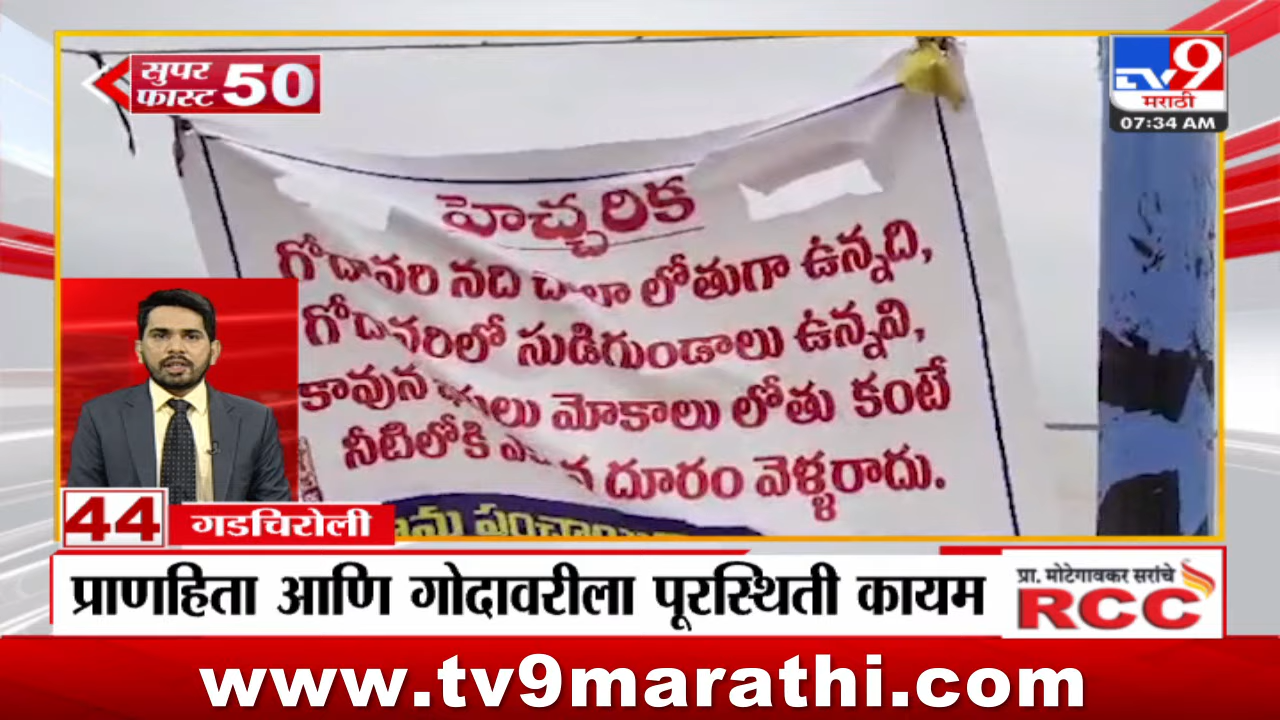 सुपर
फास्ट 50
TV9
मराठी
07:34 AM
హెచ్చరిక
గోదావరి నది చాలా లోతుగా ఉన్నది,
గోదావరిలో సుడిగుండాలు ఉన్నవి,
కావున మోకాలు లోతు కంటే
నీటిలోకి దూరం వెళ్ళరాదు.
పంచాయి
44 गडचिरोली
प्राणहिता आणि गोदावरीला पूरस्थिती कायम
प्रा. मोटेगावकर सरांचे
RCC
www.tv9marathi.com